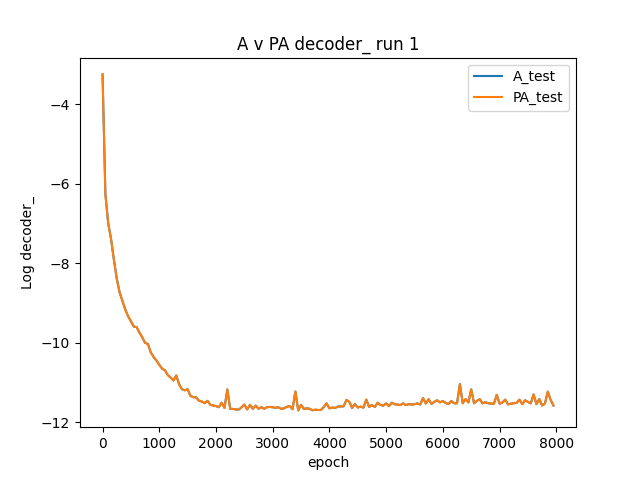 A v PA decoder_ run 1
A_test
PA_test
Log decoder_
−4
−6
−8
−10
−12
0 1000 2000 3000 4000 5000 6000 7000 8000
epoch